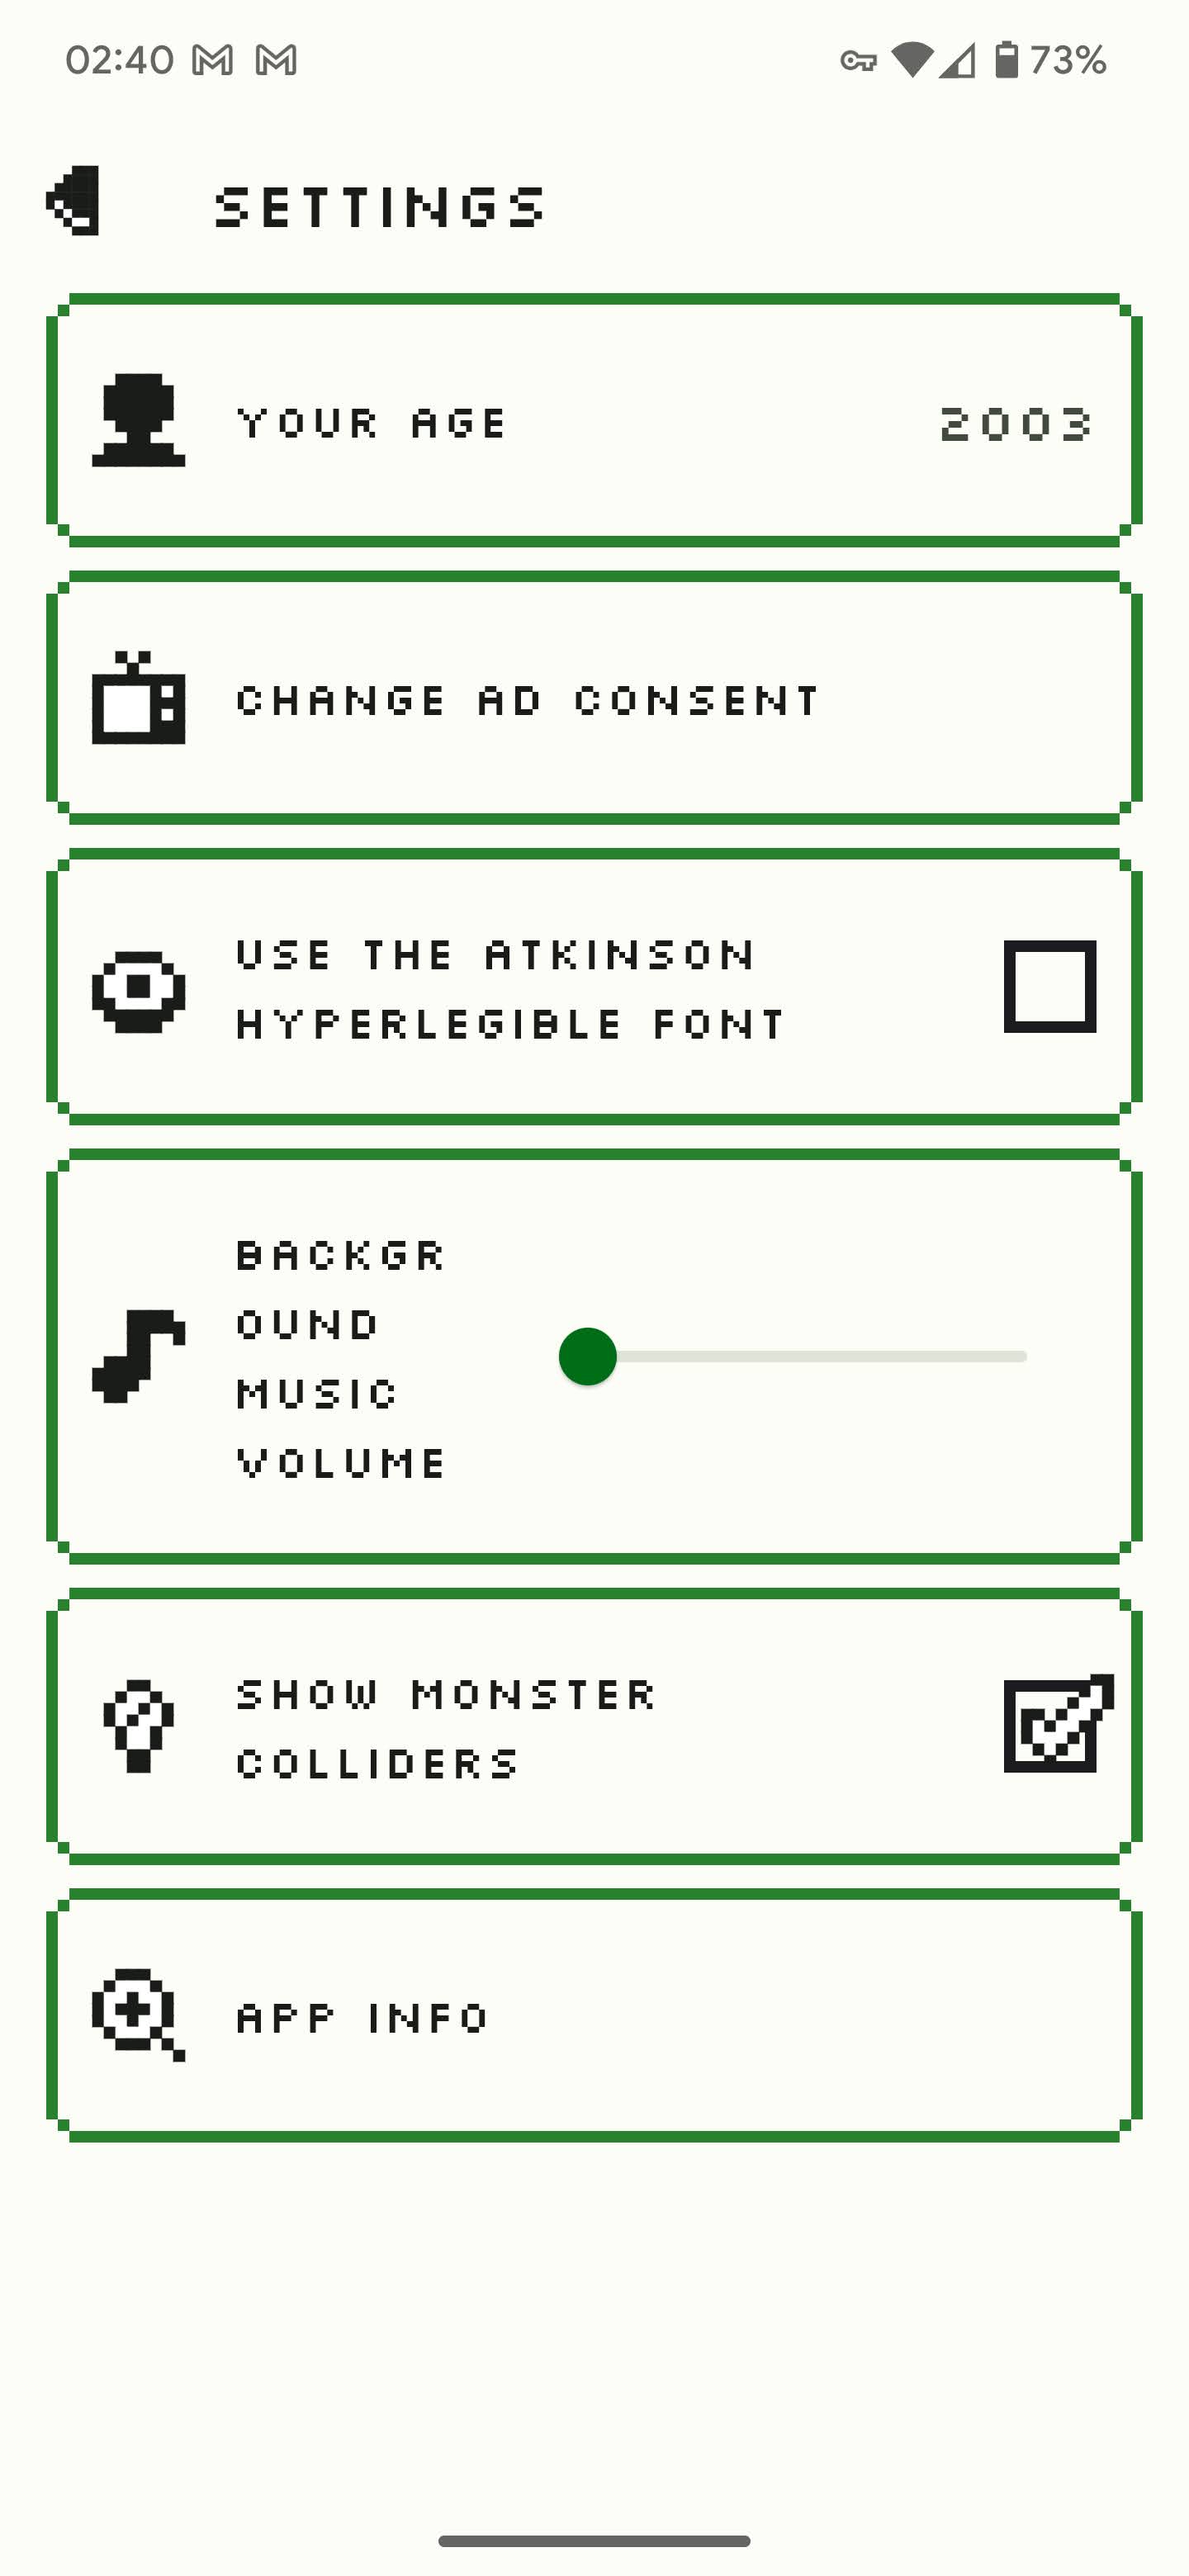 02:40 73%
SETTINGS
YOUR AGE 2003
CHANGE AD CONSENT
USE THE ATKINSON
HYPERLEGIBLE FONT
BACKGR
OUND
MUSIC
VOLUME
SHOW MONSTER
COLLIDERS
APP INFO